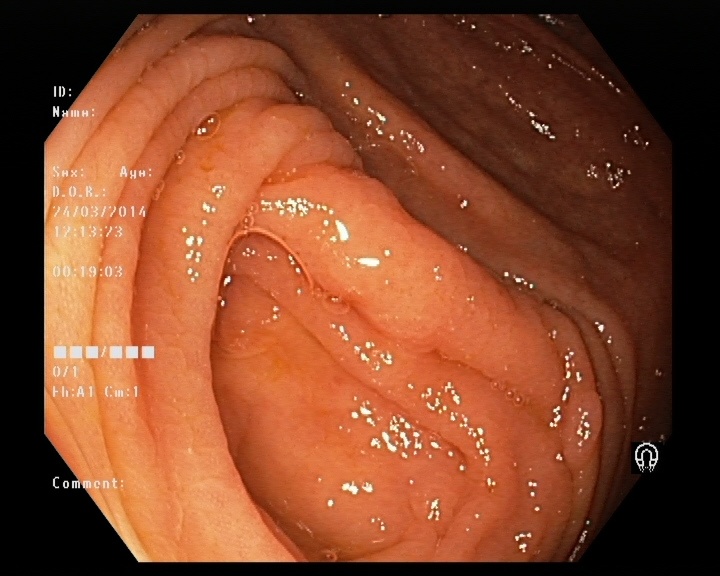 ID:
Name:
Sex: Age:
D.O.B.:
24/03/2014
12:13:23
00:19:03
■■■/■■■
0/1
Eh:A1 Cm:1
Comment: